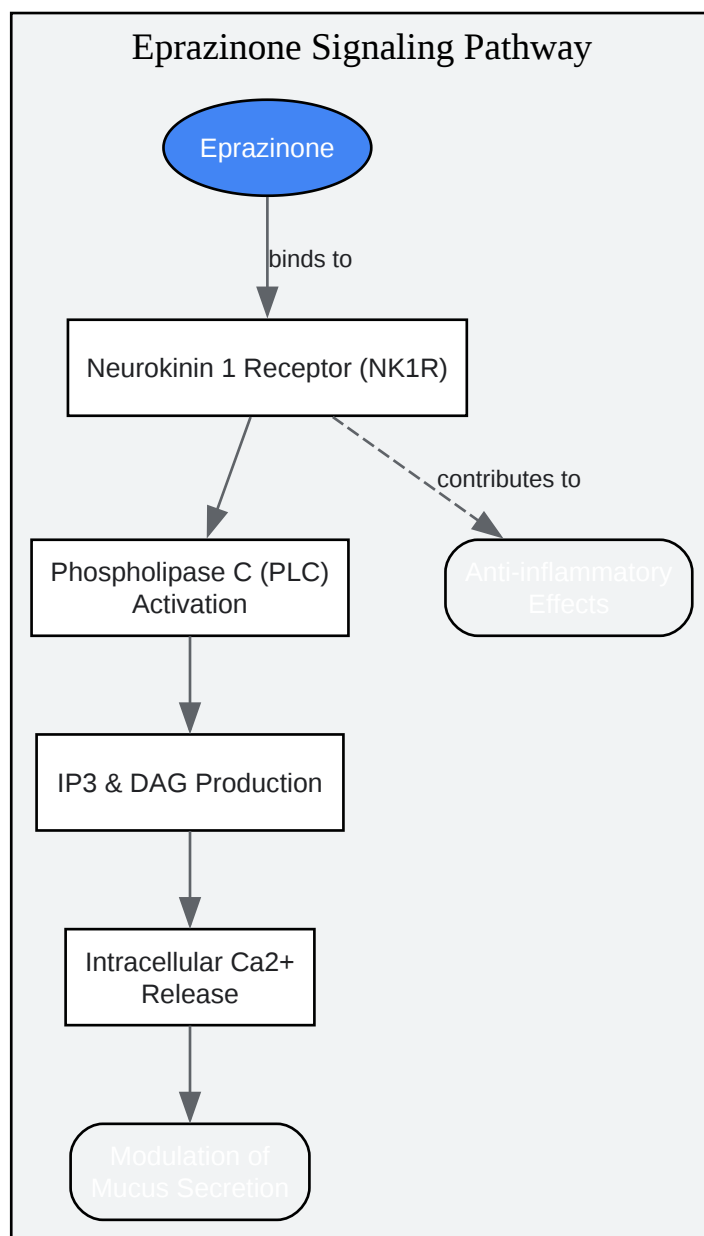 Eprazinone Signaling Pathway
Eprazinone
binds to
Neurokinin 1 Receptor (NK1R)
contributes to
Phospholipase C (PLC)
Activation
Anti-inflammatory
Effects
IP3 & DAG Production
Intracellular Ca2+
Release
Modulation of
Mucus Secretion